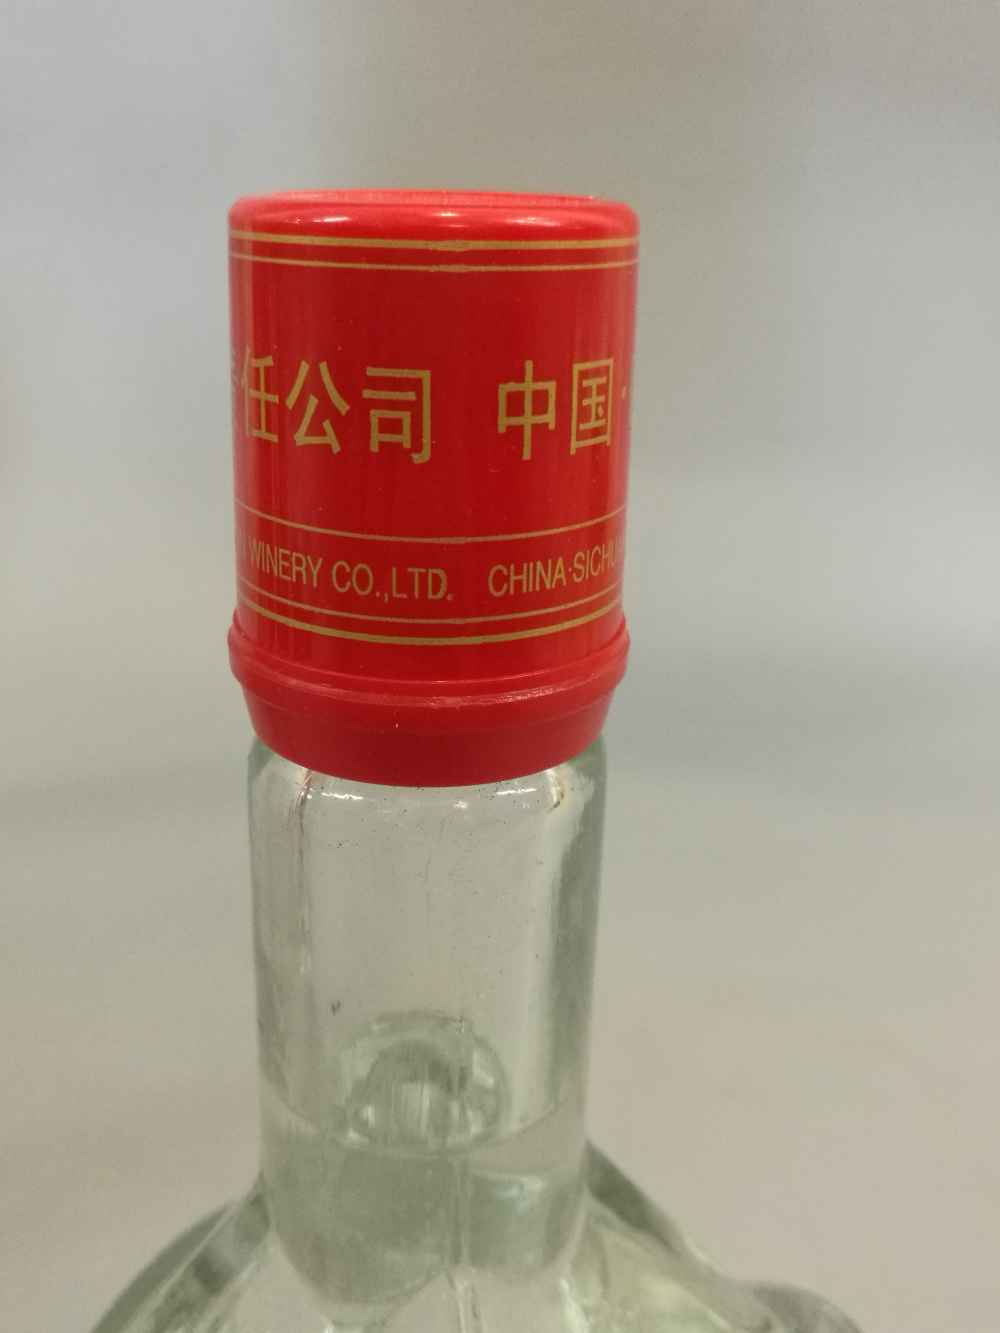 任公司 中国·
WINERY CO.,LTD. CHINA·SICHU